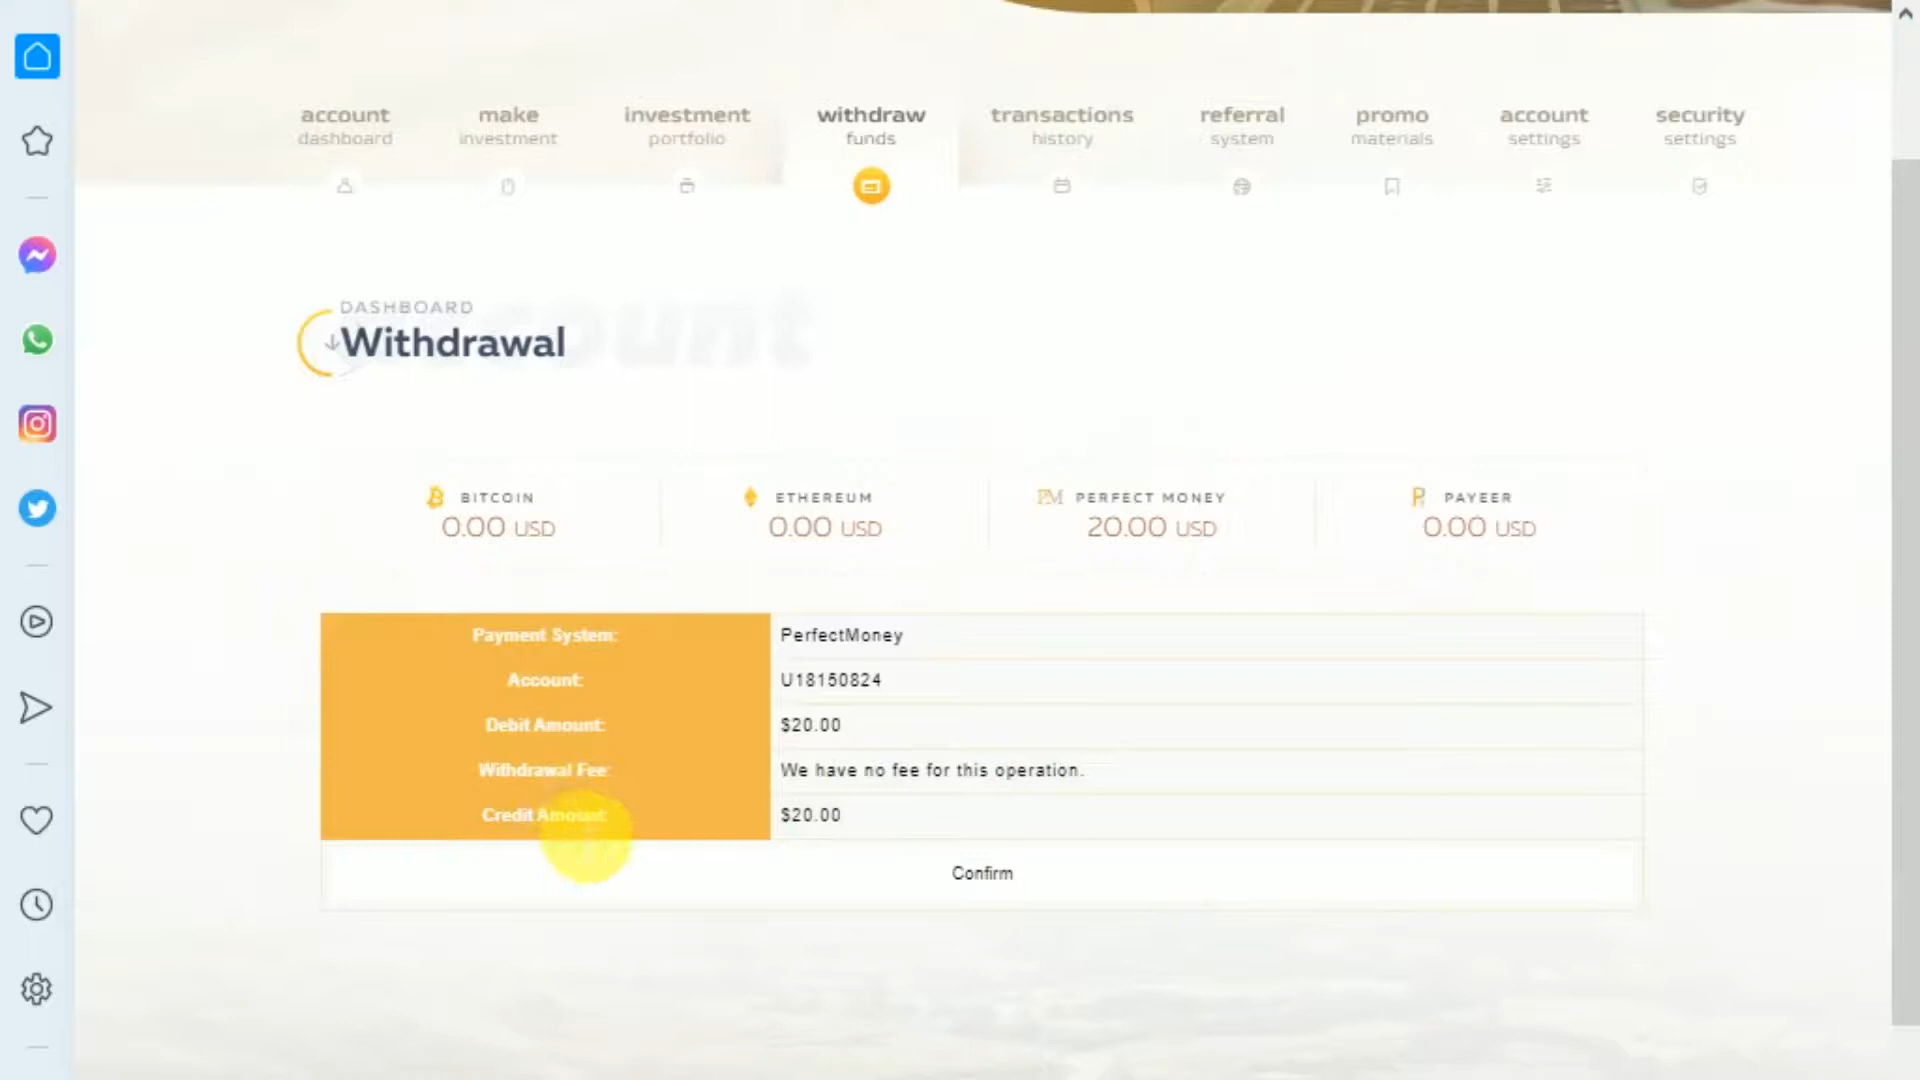 account
dashboard
make
investment
investment
portfolio
withdraw
funds
transactions
history
referral
system
promo
materials
account
settings
security
settings
DASHBOARD
Withdrawal
BITCOIN
0.00 USD
ETHEREUM
0.00 USD
PM PERFECT MONEY
20.00 USD
PAYEER
0.00 USD
Payment System: PerfectMoney
Account: U18150824
Debit Amount: $20.00
Withdrawal Fee: We have no fee for this operation.
Credit Amount: $20.00
Confirm